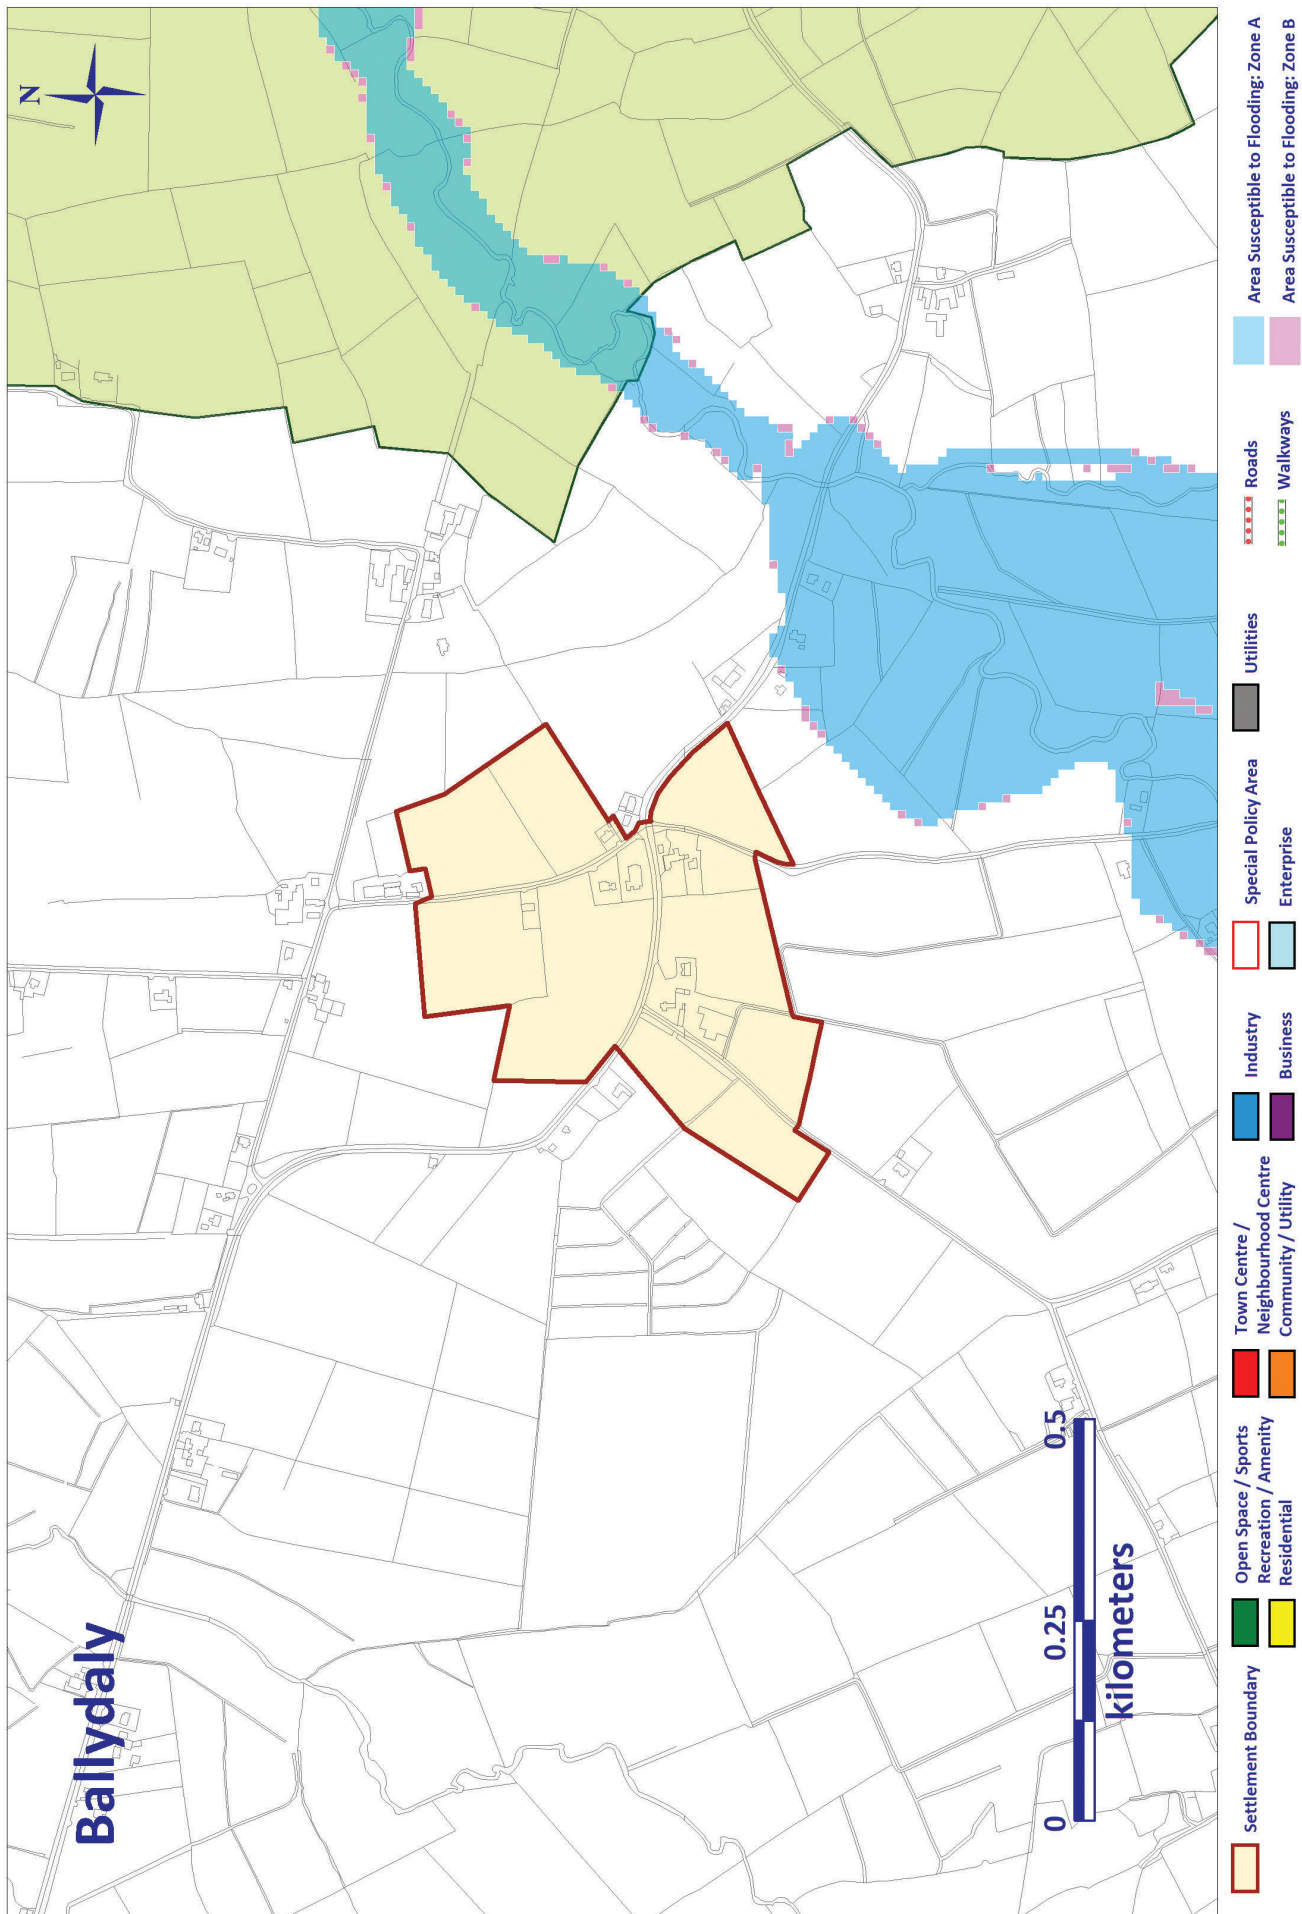 Ballydaly
N
0 0.25 0.5
kilometers
Settlement Boundary
Open Space / Sports
Recreation / Amenity
Residential
Town Centre /
Neighbourhood Centre
Community / Utility
Industry
Business
Special Policy Area
Enterprise
Utilities
Roads
Walkways
Area Susceptible to Flooding: Zone A
Area Susceptible to Flooding: Zone B